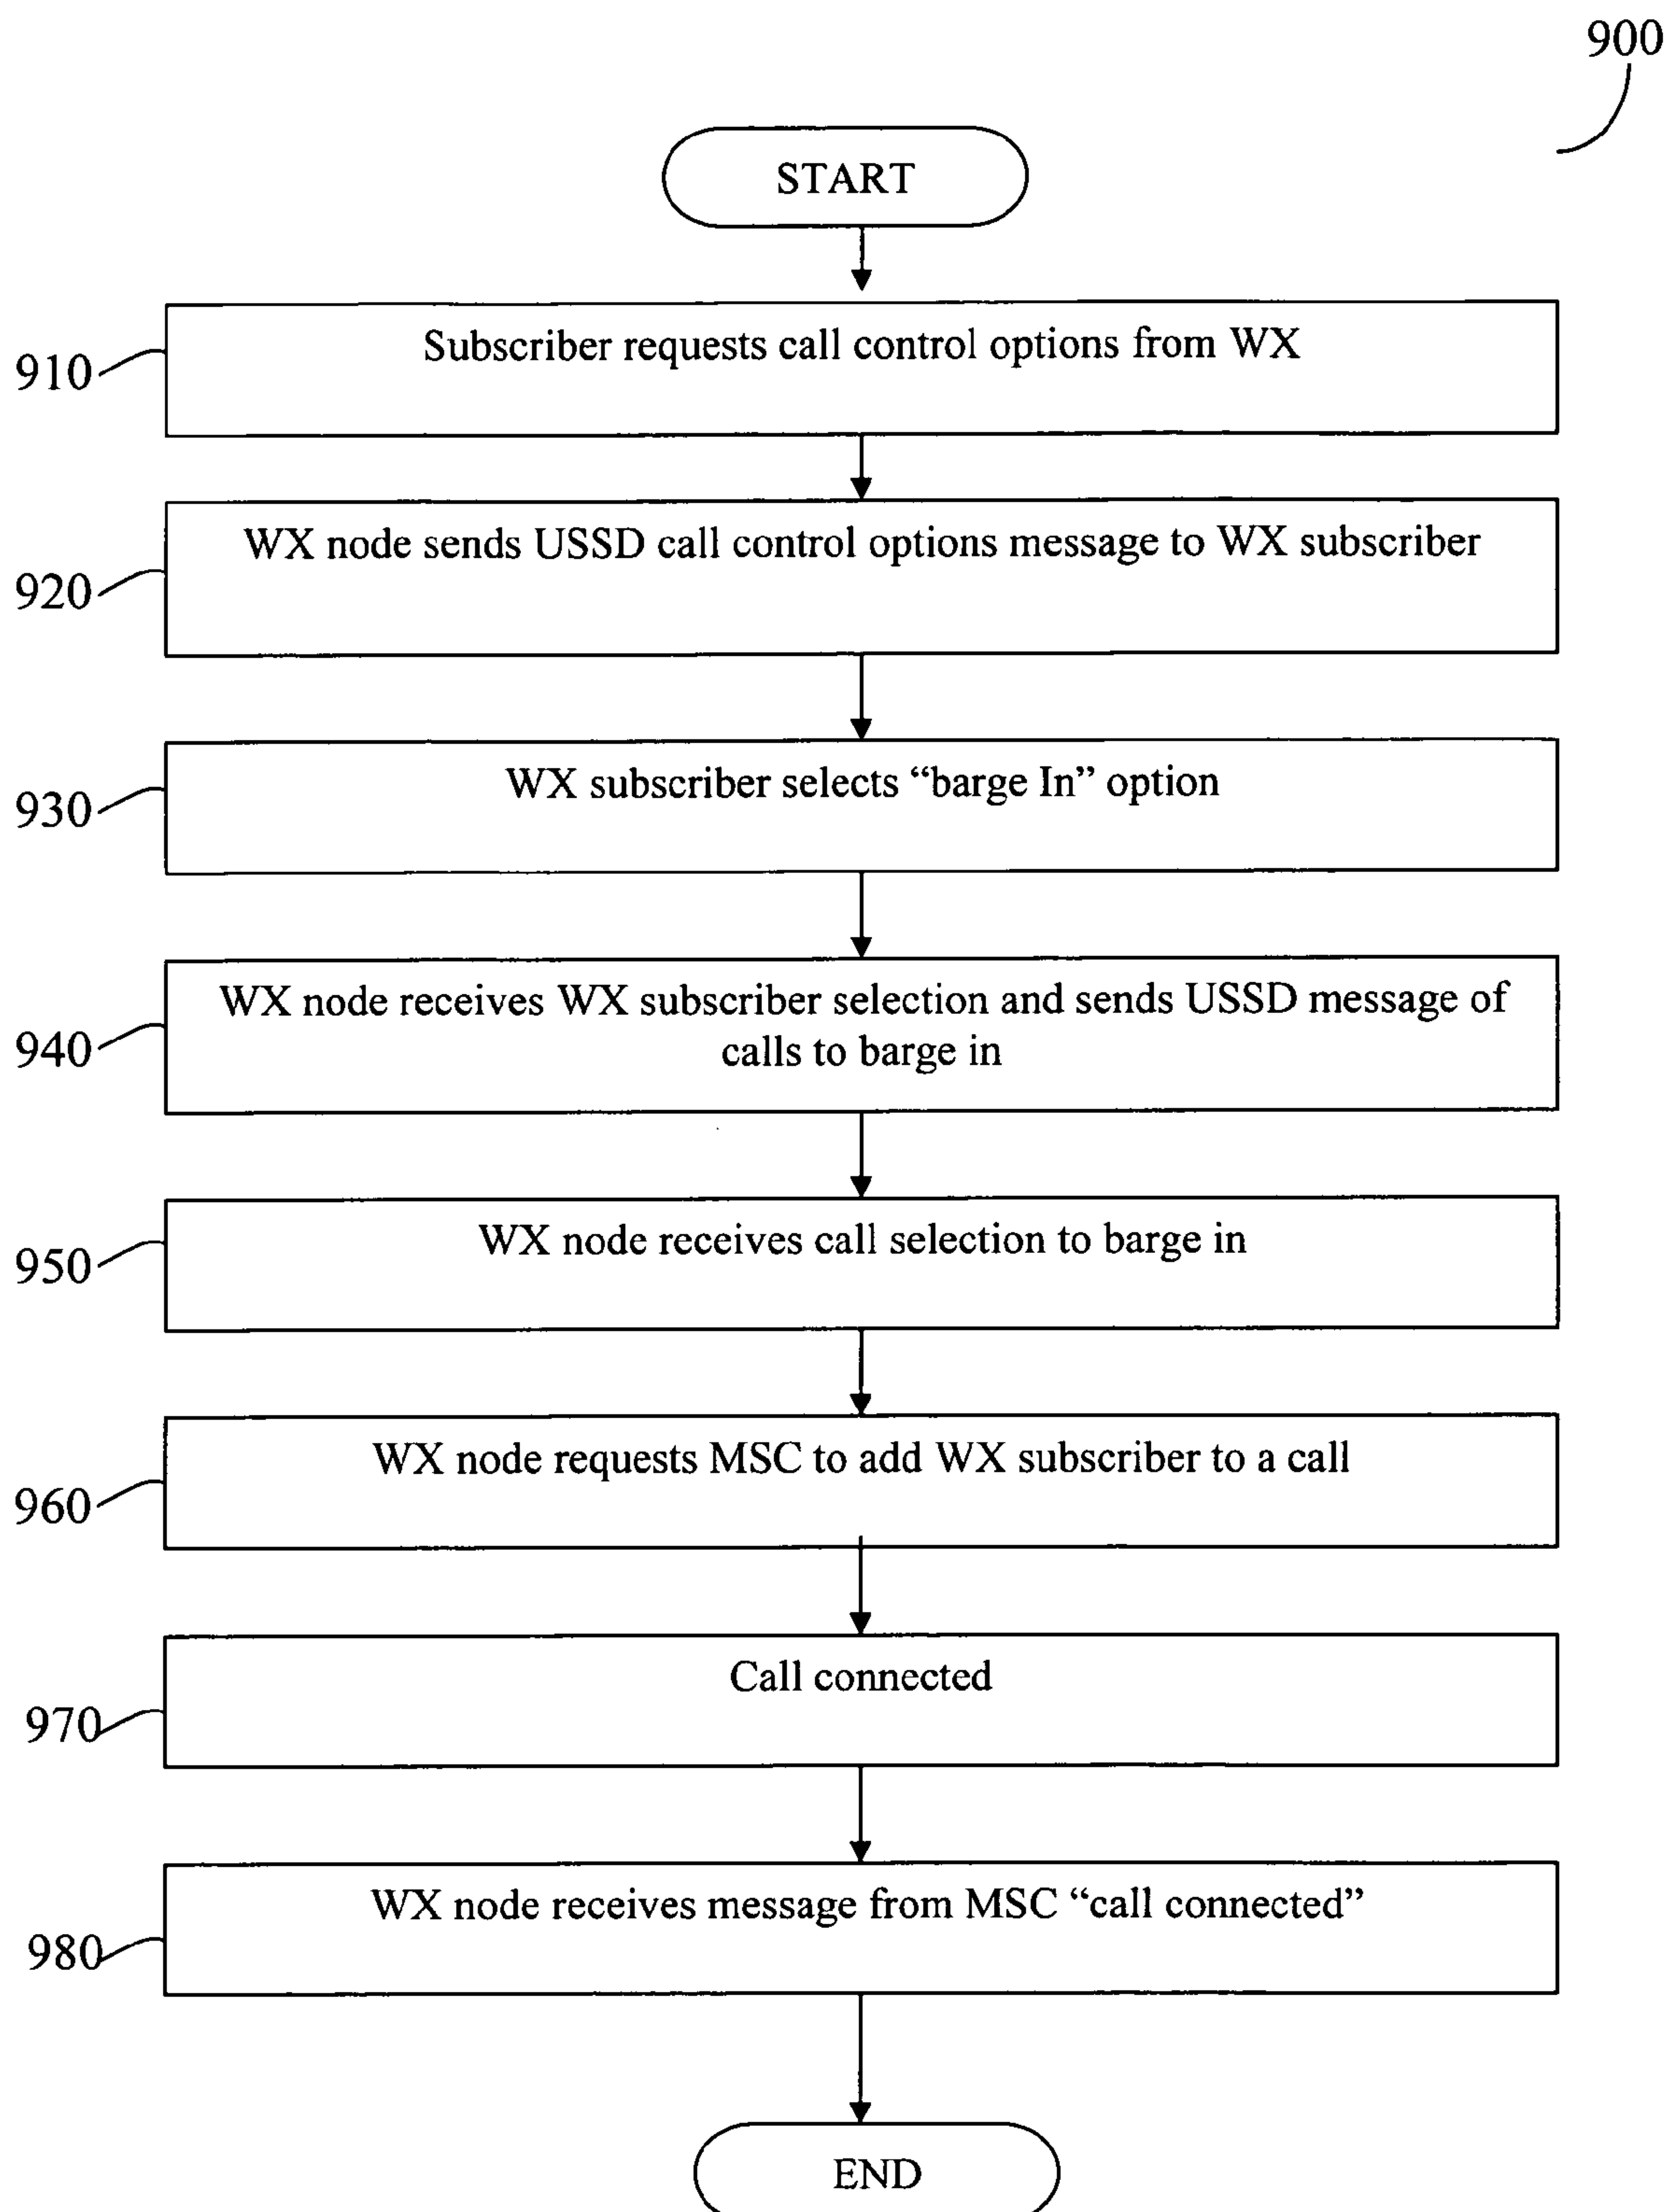 900
START
910
Subscriber requests call control options from WX
920
WX node sends USSD call control options message to WX subscriber
930
WX subscriber selects “barge In” option
940
WX node receives WX subscriber selection and sends USSD message of
calls to barge in
950
WX node receives call selection to barge in
960
WX node requests MSC to add WX subscriber to a call
970
Call connected
980
WX node receives message from MSC “call connected”
END